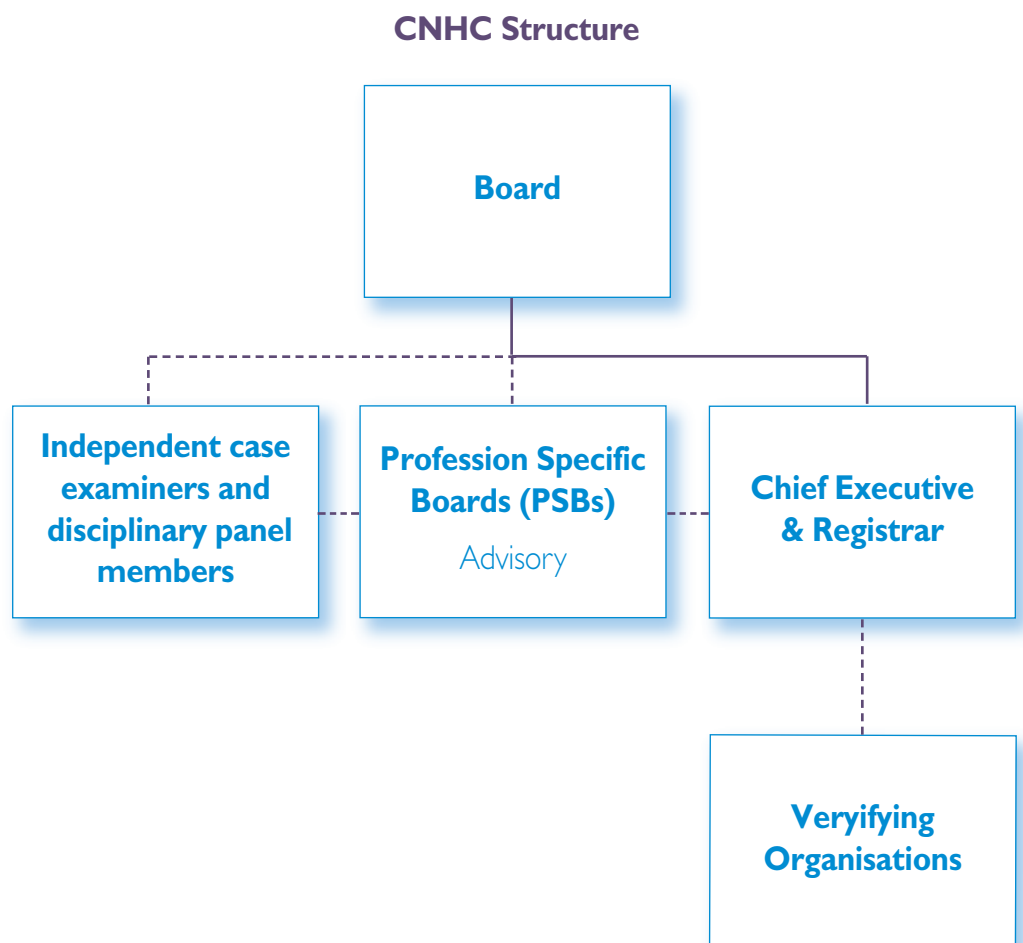 CNHC Structure
Board
Independent case
examiners and
disciplinary panel
members
Profession Specific
Boards (PSBs)
Advisory
Chief Executive
& Registrar
Veryifying
Organisations